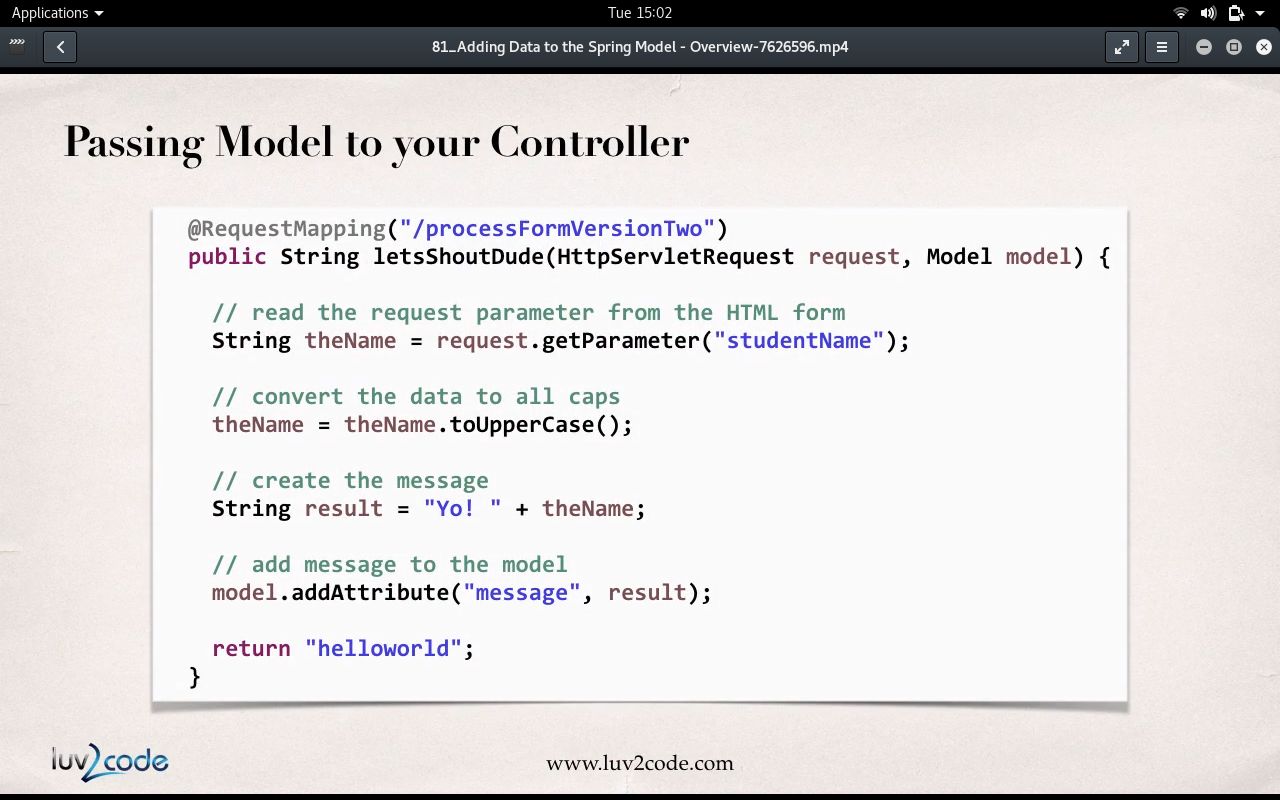 Applications
Tue 15:02
81_Adding Data to the Spring Model - Overview-7626596.mp4
Passing Model to your Controller
@RequestMapping("/processFormVersionTwo")
public String letsShoutDude(HttpServletRequest request, Model model) {
// read the request parameter from the HTML form
String theName = request.getParameter("studentName");
// convert the data to all caps
theName = theName.toUpperCase();
// create the message
String result = "Yo! " + theName;
// add message to the model
model.addAttribute("message", result);
return "helloworld";
}
luv2code
www.luv2code.com